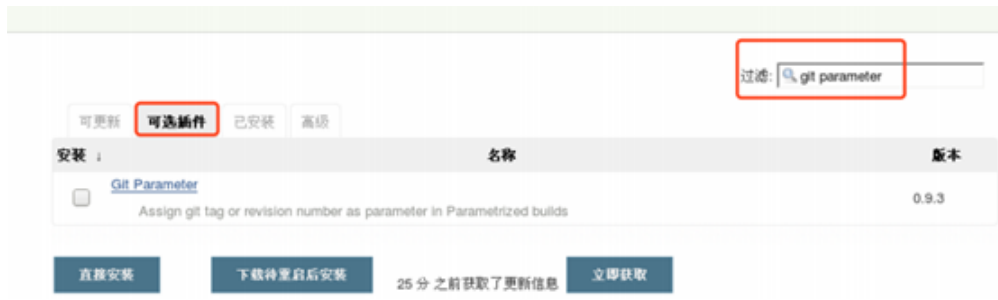 过滤: git parameter
可更新 可选插件 已安装 高级
安装 ↓ 名称 版本
Git Parameter 0.9.3
Assign git tag or revision number as parameter in Parametrized builds
直接安装 下载待重启后安装 25 分 之前获取了更新信息 立即获取